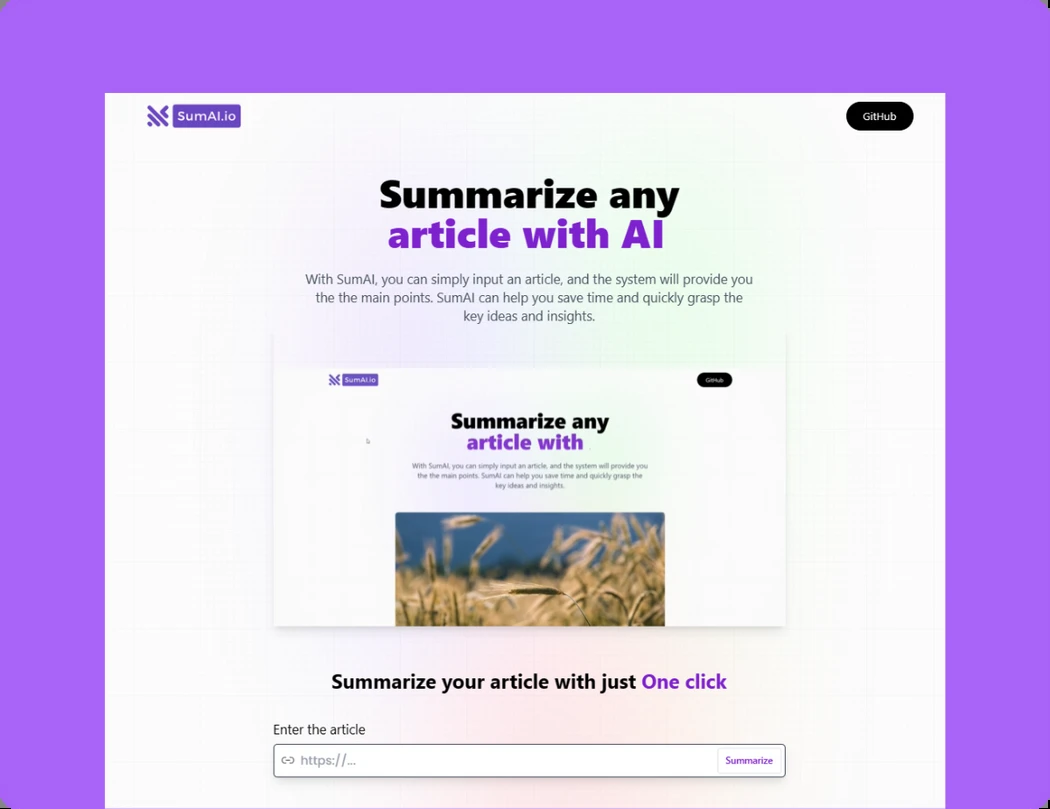 SumAI.io
GitHub
Summarize any
article with AI
With SumAI, you can simply input an article, and the system will provide you
the the main points. SumAI can help you save time and quickly grasp the
key ideas and insights.
SumAI.io
GitHub
Summarize any
article with
With SumAI, you can simply input an article, and the system will provide you
the the main points. SumAI can help you save time and quickly grasp the
key ideas and insights.
Summarize your article with just One click
Enter the article
https://...
Summarize